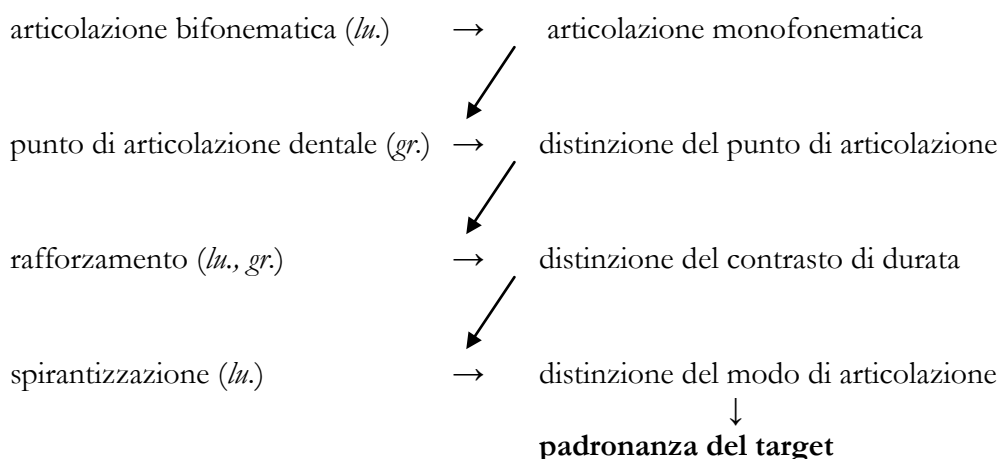 articolazione bifonematica (lu.) → articolazione monofonematica
punto di articolazione dentale (gr.) → distinzione del punto di articolazione
rafforzamento (lu., gr.) → distinzione del contrasto di durata
spirantizzazione (lu.) → distinzione del modo di articolazione
↓
padronanza del target